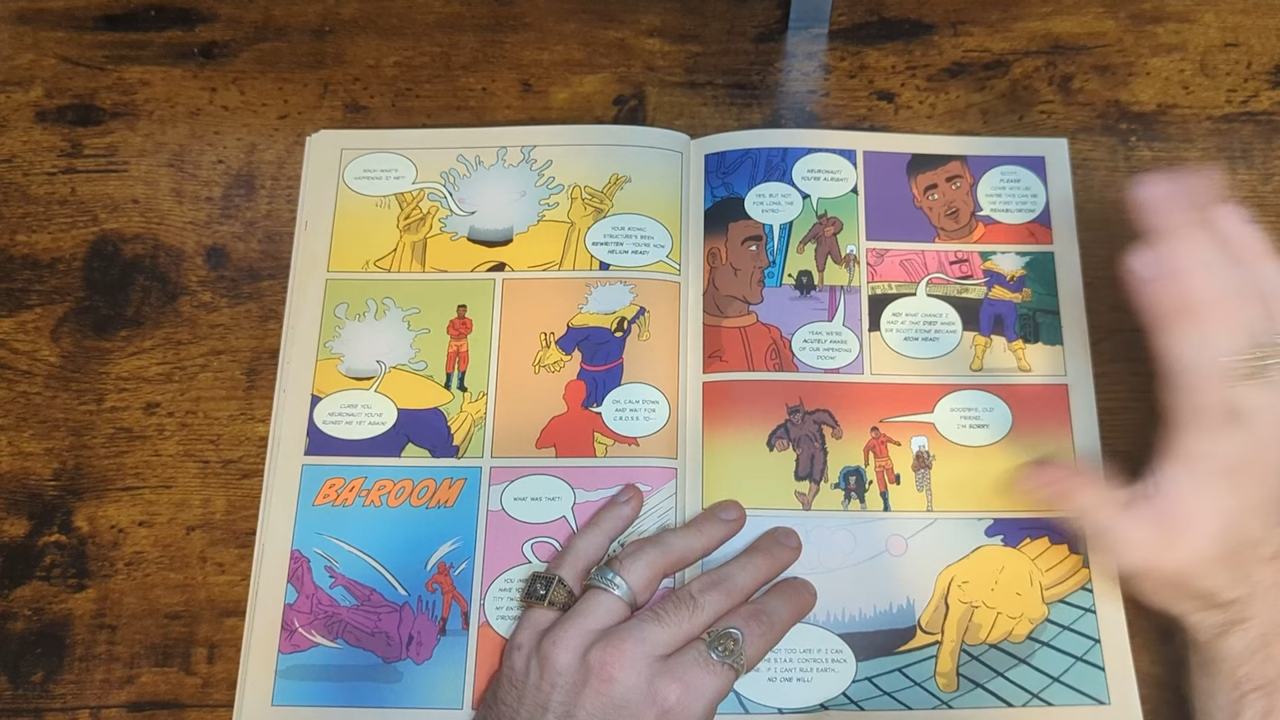 HAPPENING TO ME?!
YOUR ATOMIC
STRUCTURE'S BEEN
REWRITTEN--YOU'RE NOW
HELIUM HEAD!
CURSE YOU,
NEURONAUT! YOU'VE
RUINED ME YET AGAIN!
OH, CALM DOWN
AND WAIT FOR
C.R.O.S.S. TO--
BA-ROOM
WHAT WAS THAT?!
YOU
HAVE
MY
NEURONAUT!
YOU'RE ALRIGHT!
YES, BUT NOT
FOR LONG, THE
ENTRO--
YEAH, WE'RE
ACUTELY AWARE
OF OUR IMPENDING
DOOM!
SCOTT,
PLEASE
COME WITH US!
MAYBE THIS CAN BE
THE FIRST STEP TO
REHABILITATION!
NO! WHAT CHANCE I
HAD AT THAT DIED WHEN
SIR SCOTT STONE BECAME
ATOM HEAD!
GOODBYE, OLD
FRIEND,
I'M SORRY.
NOT TOO LATE! IF I CAN
THE S.T.A.R. CONTROLS BACK
IF I CAN'T RULE EARTH...
NO ONE WILL!